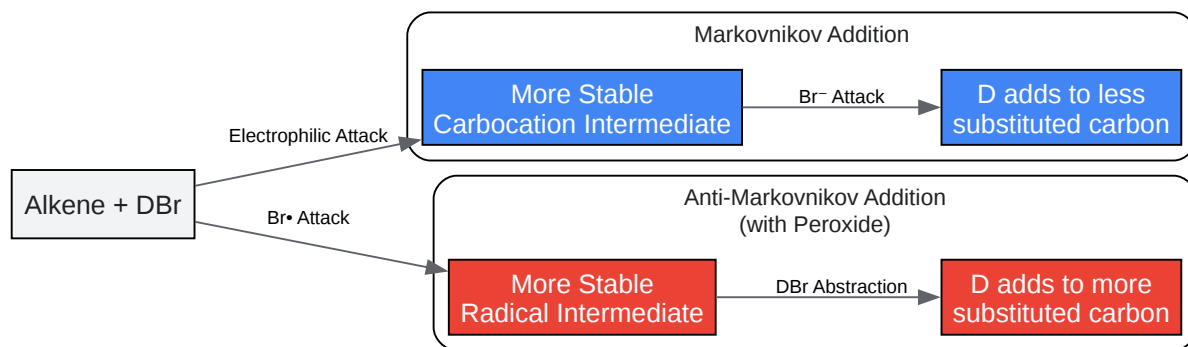 Markovnikov Addition
More Stable
Carbocation Intermediate
Br⁻ Attack
D adds to less
substituted carbon
Electrophilic Attack
Alkene + DBr
Br• Attack
Anti-Markovnikov Addition
(with Peroxide)
More Stable
Radical Intermediate
DBr Abstraction
D adds to more
substituted carbon